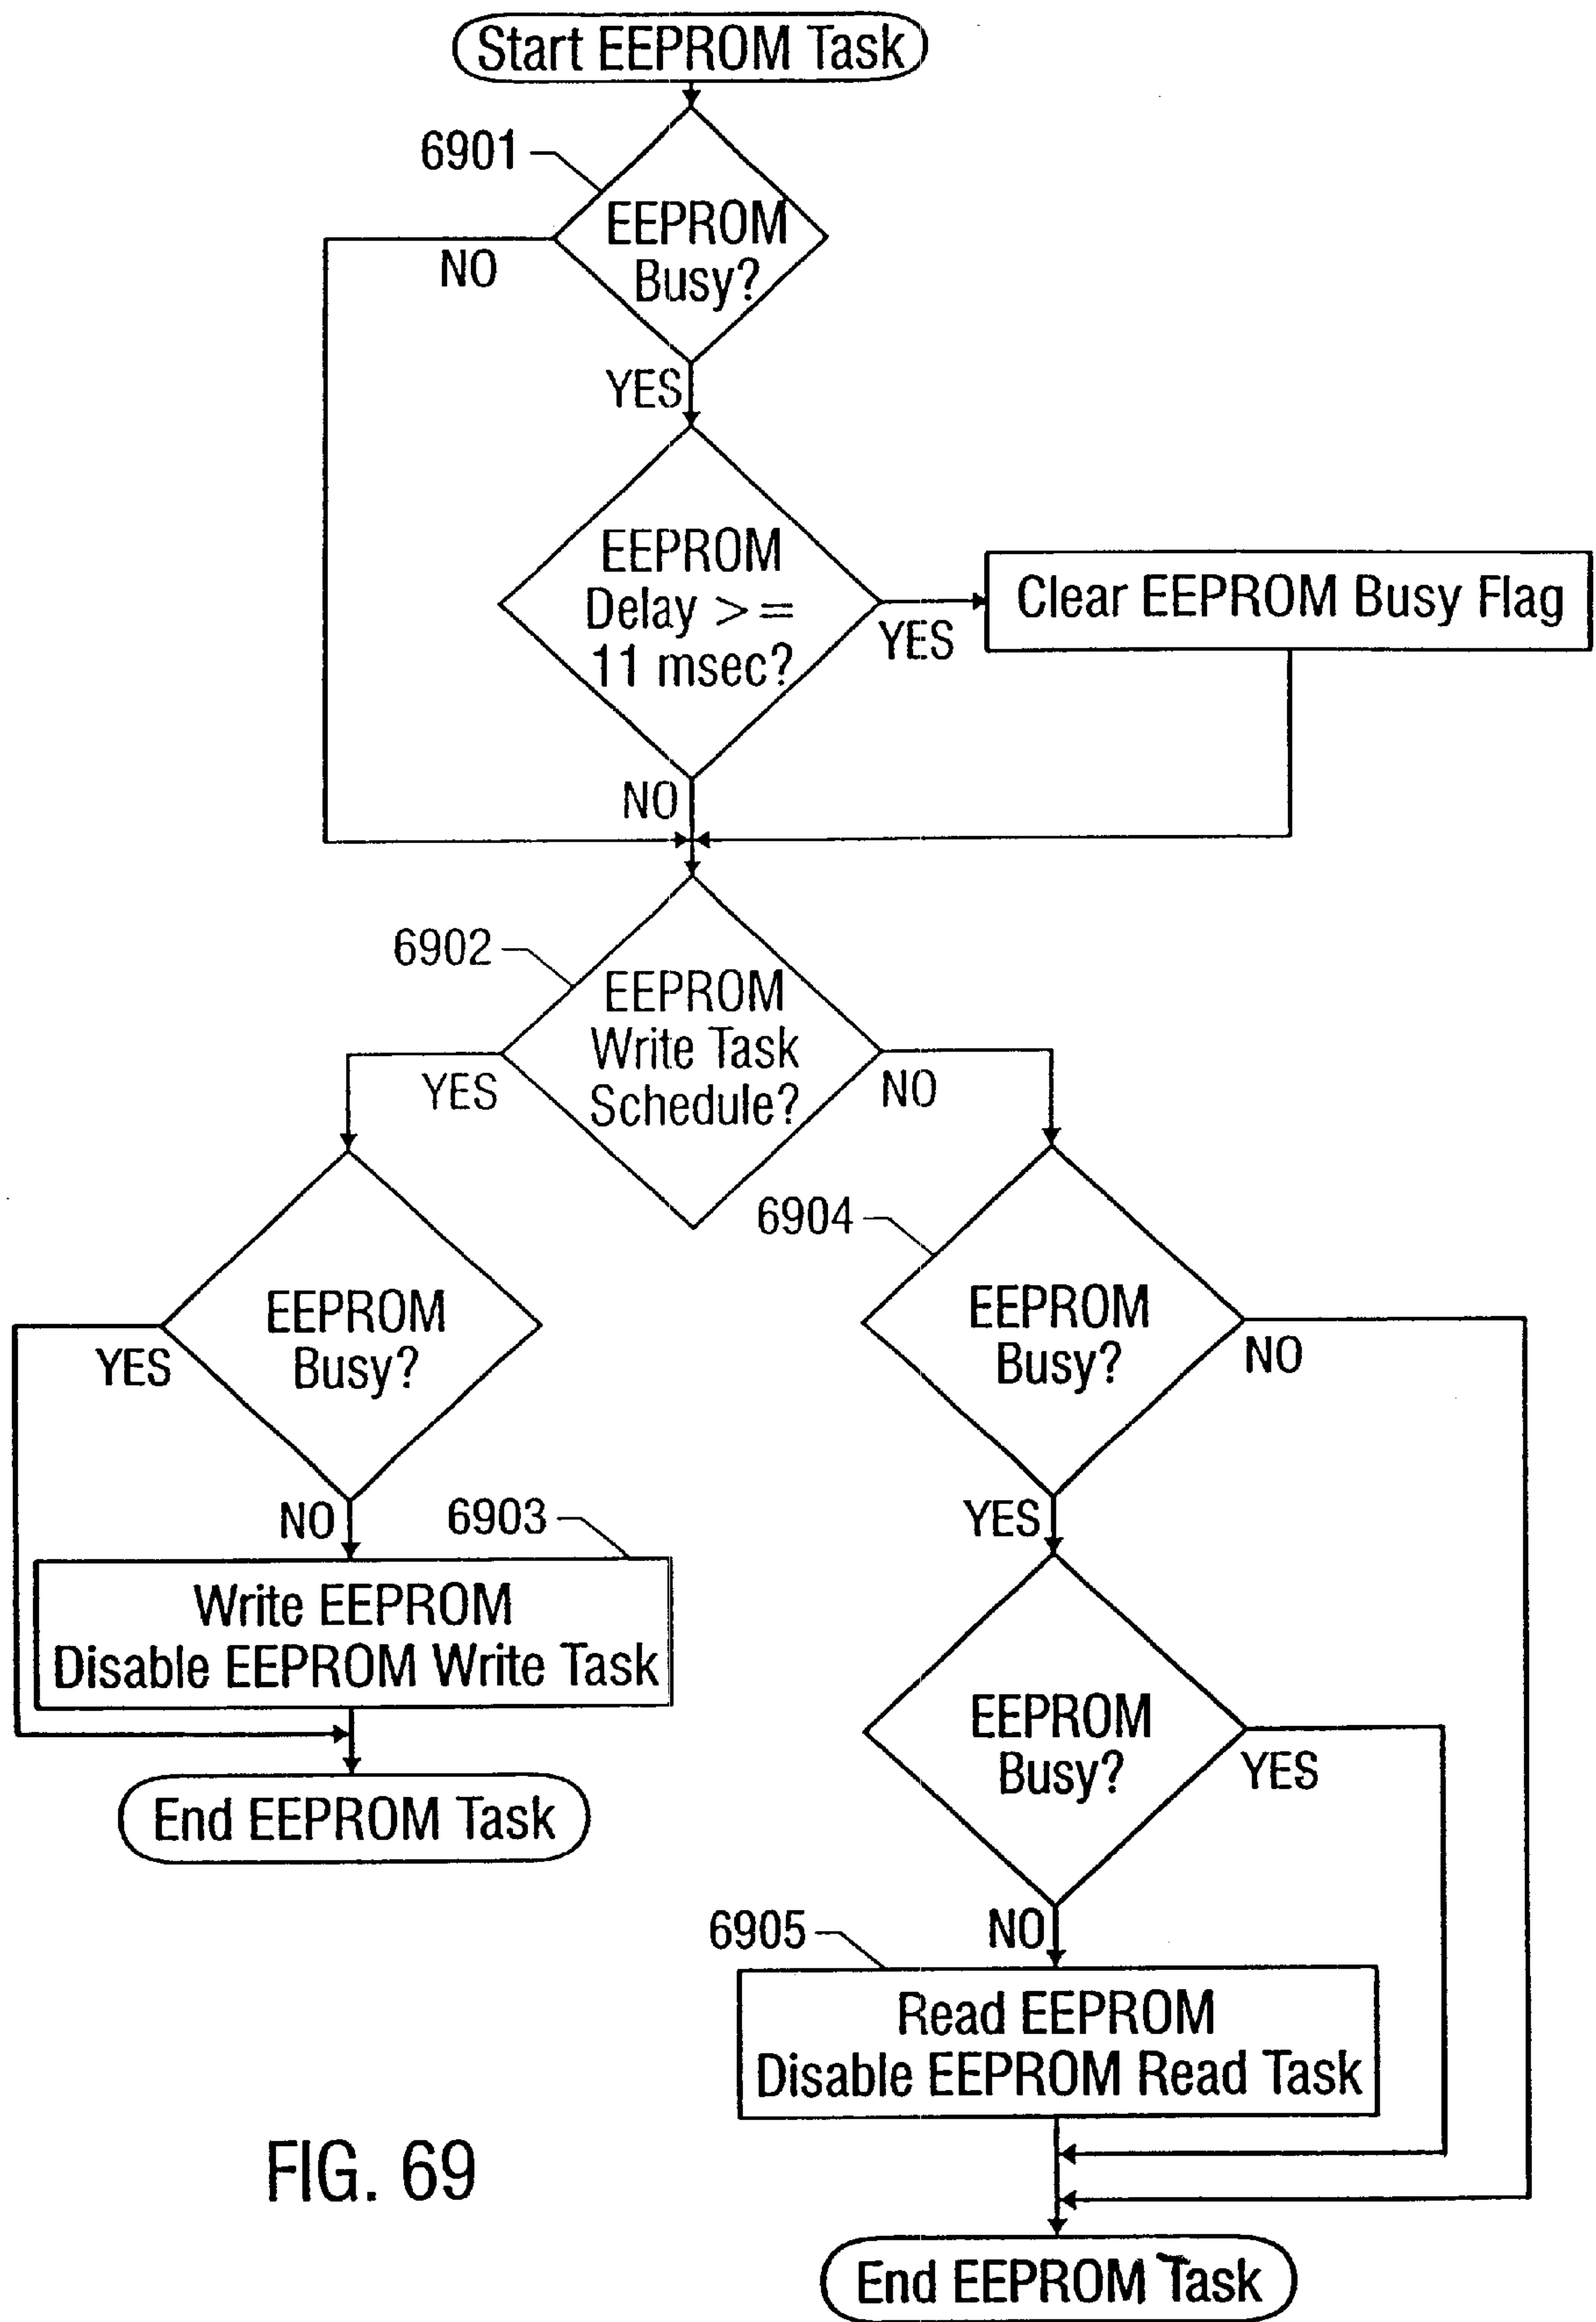 Start EEPROM Task
6901
EEPROM
Busy?
NO
YES
EEPROM
Delay >=
11 msec?
YES
Clear EEPROM Busy Flag
NO
6902
EEPROM
Write Task
Schedule?
YES
NO
6904
EEPROM
Busy?
YES
EEPROM
Busy?
NO
NO
6903
YES
Write EEPROM
Disable EEPROM Write Task
EEPROM
Busy?
YES
End EEPROM Task
NO
6905
Read EEPROM
Disable EEPROM Read Task
FIG. 69
End EEPROM Task